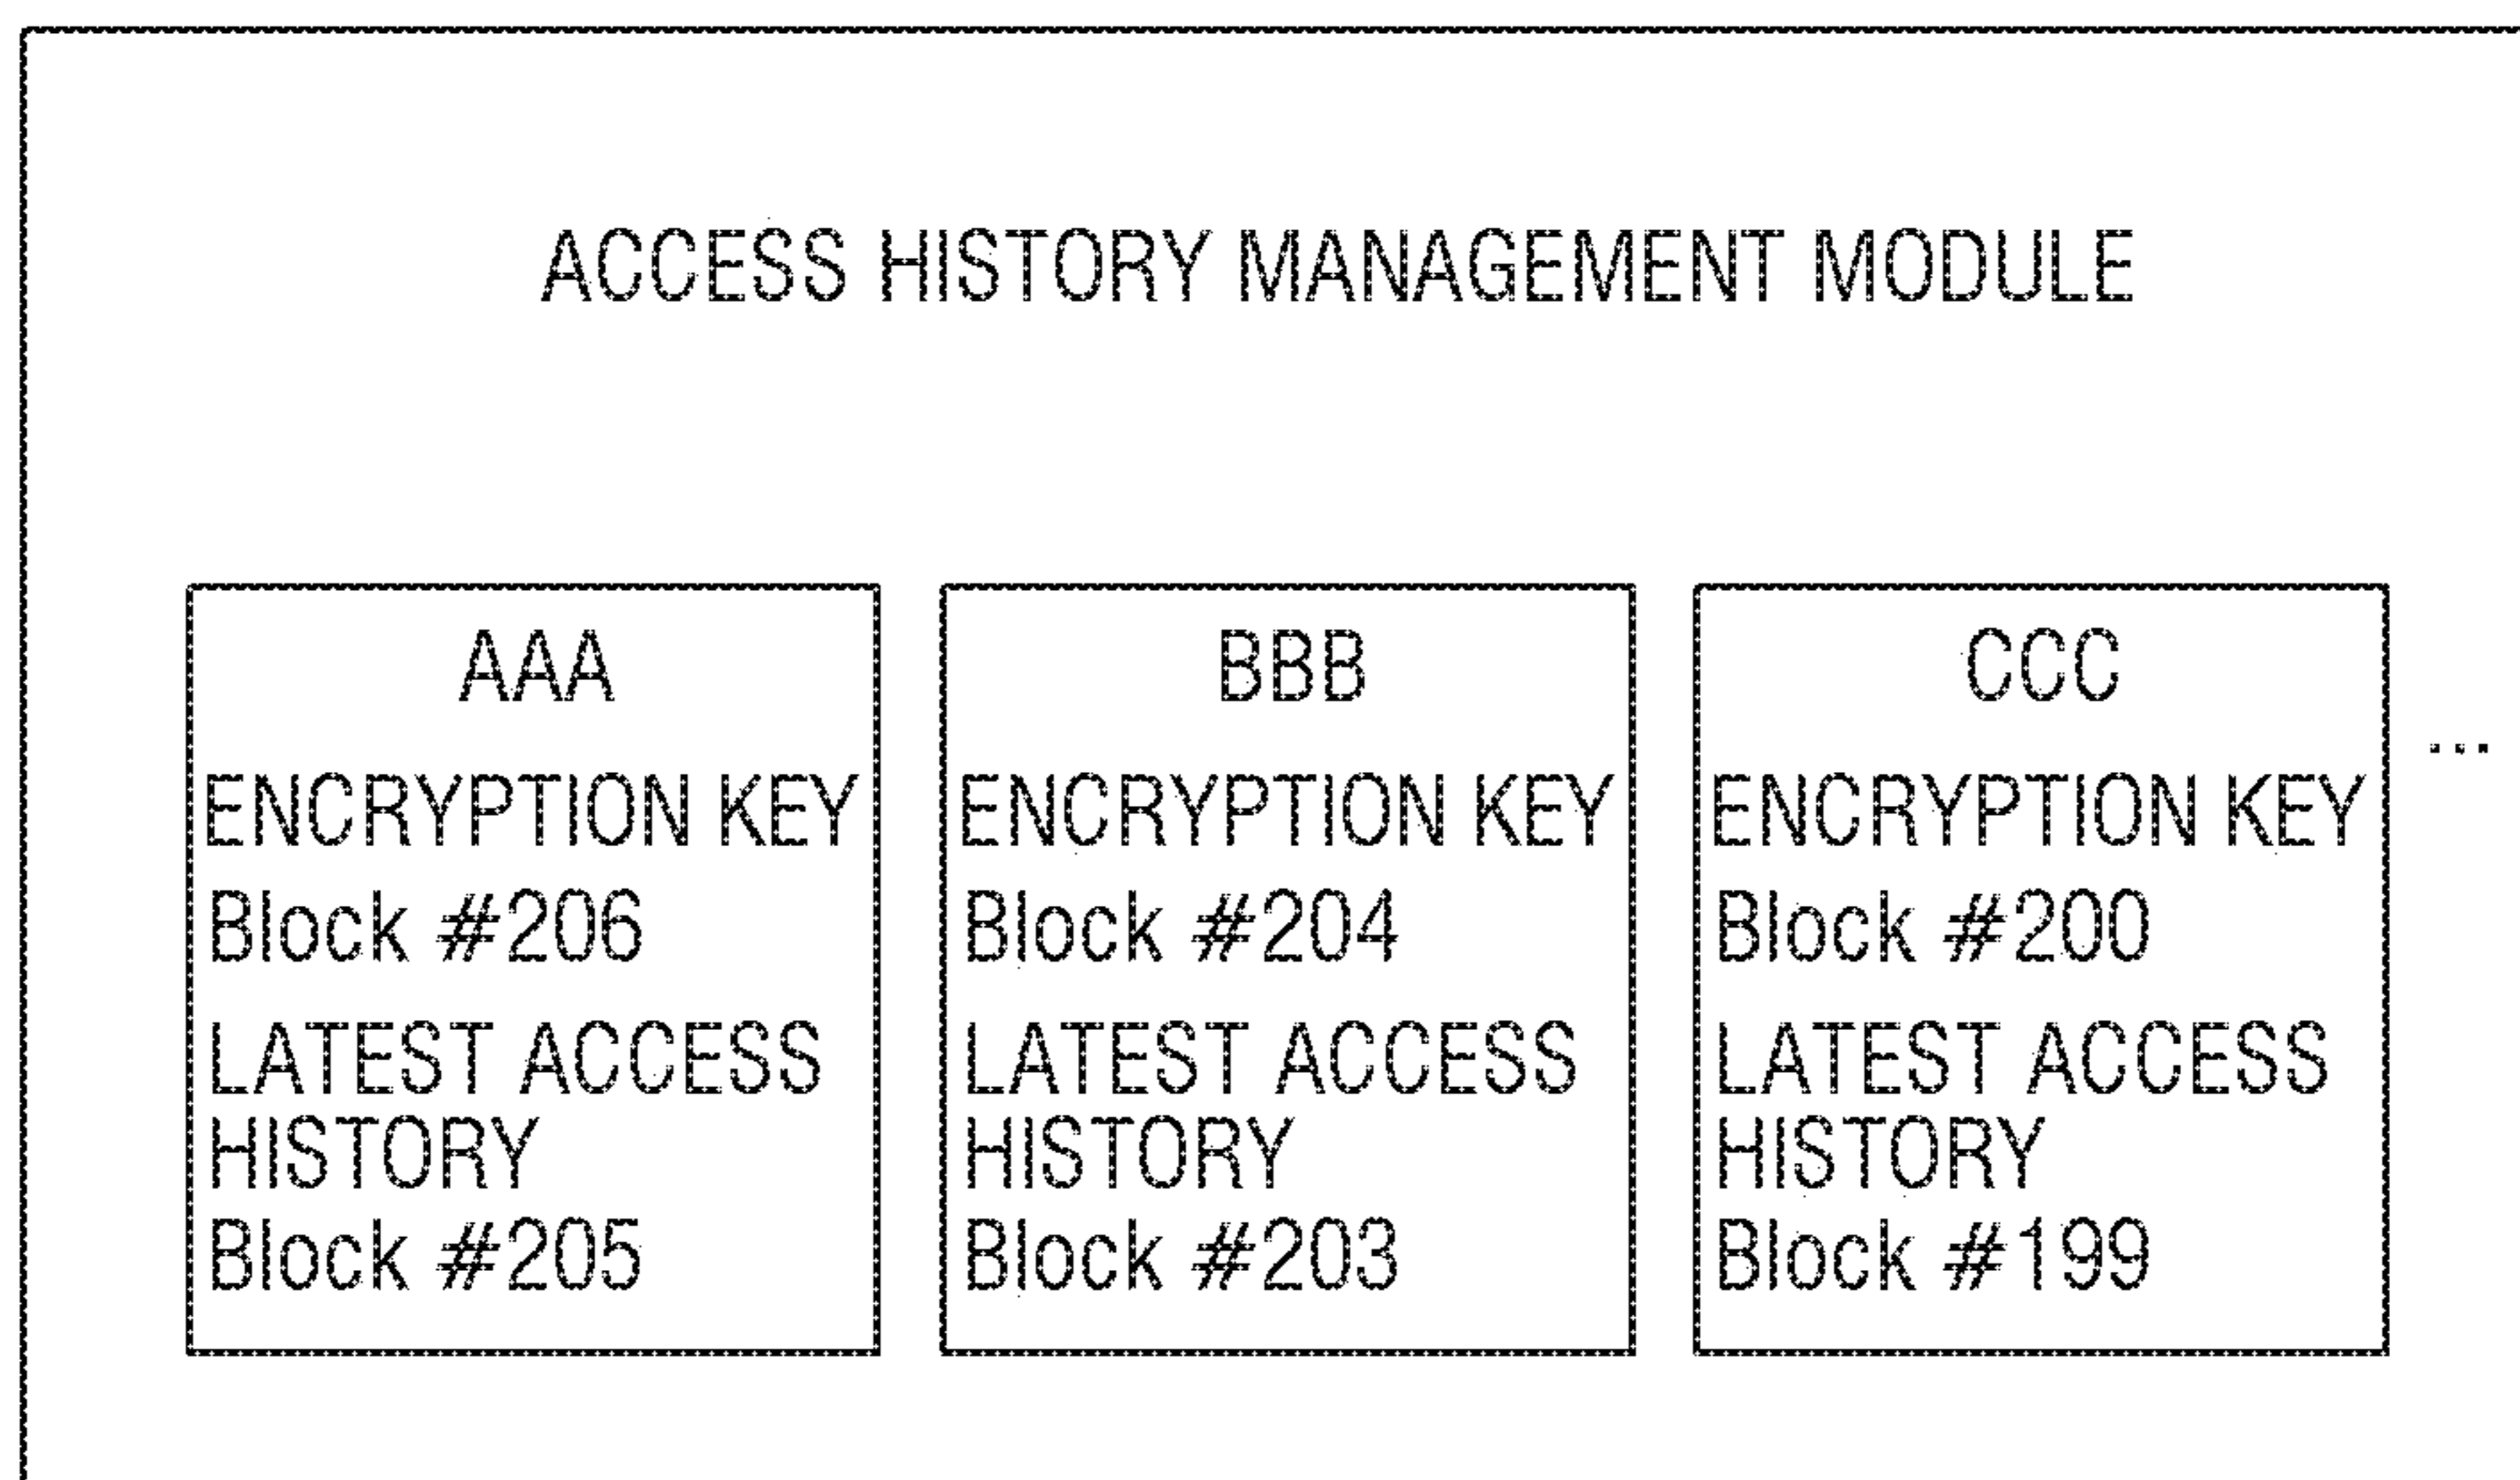 ACCESS HISTORY MANAGEMENT MODULE
AAA
ENCRYPTION KEY
Block #206
LATEST ACCESS
HISTORY
Block #205
BBB
ENCRYPTION KEY
Block #204
LATEST ACCESS
HISTORY
Block #203
CCC
ENCRYPTION KEY
Block #200
LATEST ACCESS
HISTORY
Block #199
...